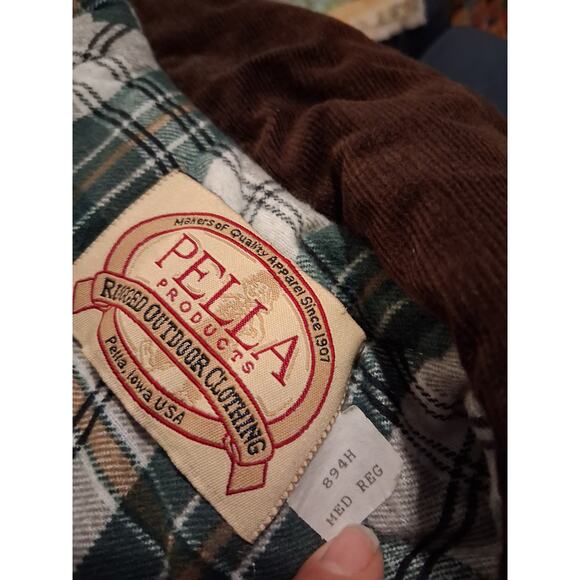 Makers of Quality Apparel Since 1907
PELLA
PRODUCTS
RUGGED OUTDOOR CLOTHING
Pella, Iowa USA
894H
MED REG